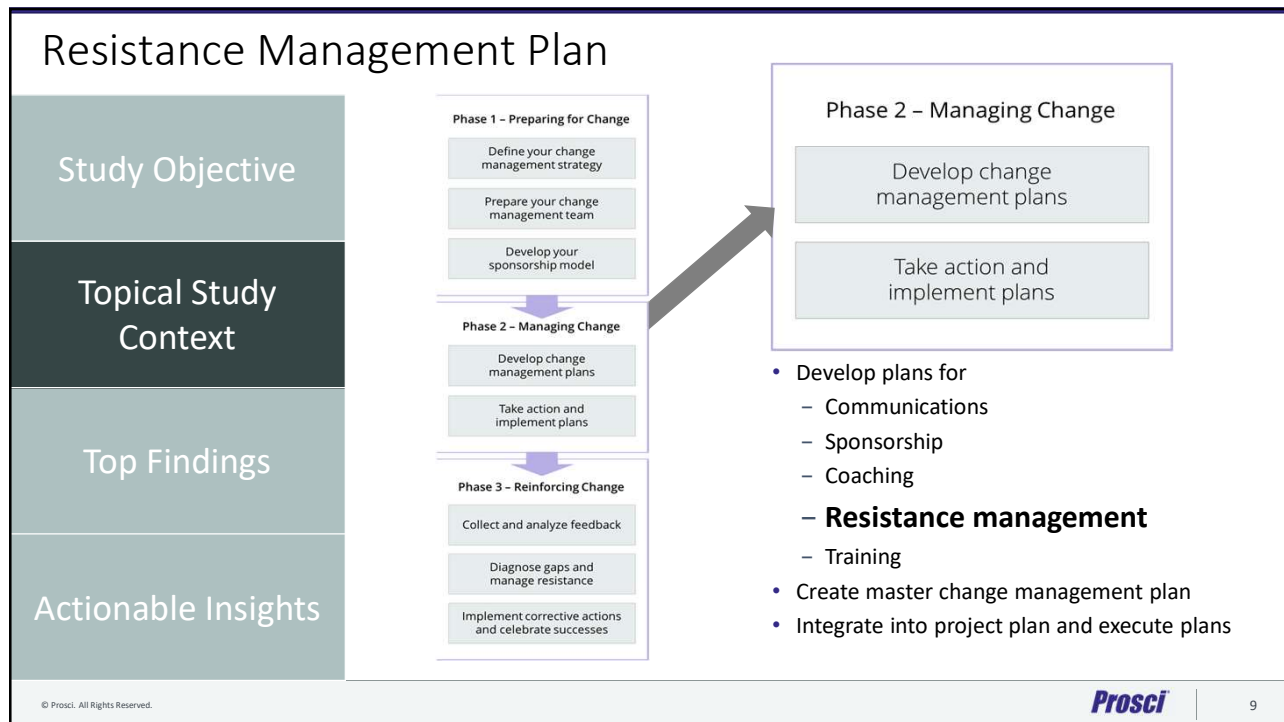 Resistance Management Plan
Study Objective
Topical Study
Context
Top Findings
Actionable Insights
Phase 1 – Preparing for Change
Define your change
management strategy
Prepare your change
management team
Develop your
sponsorship model
Phase 2 – Managing Change
Develop change
management plans
Take action and
implement plans
Phase 3 – Reinforcing Change
Collect and analyze feedback
Diagnose gaps and
manage resistance
Implement corrective actions
and celebrate successes
Phase 2 – Managing Change
Develop change
management plans
Take action and
implement plans
• Develop plans for
– Communications
– Sponsorship
– Coaching
– Resistance management
– Training
• Create master change management plan
• Integrate into project plan and execute plans
© Prosci. All Rights Reserved.
Prosci
9